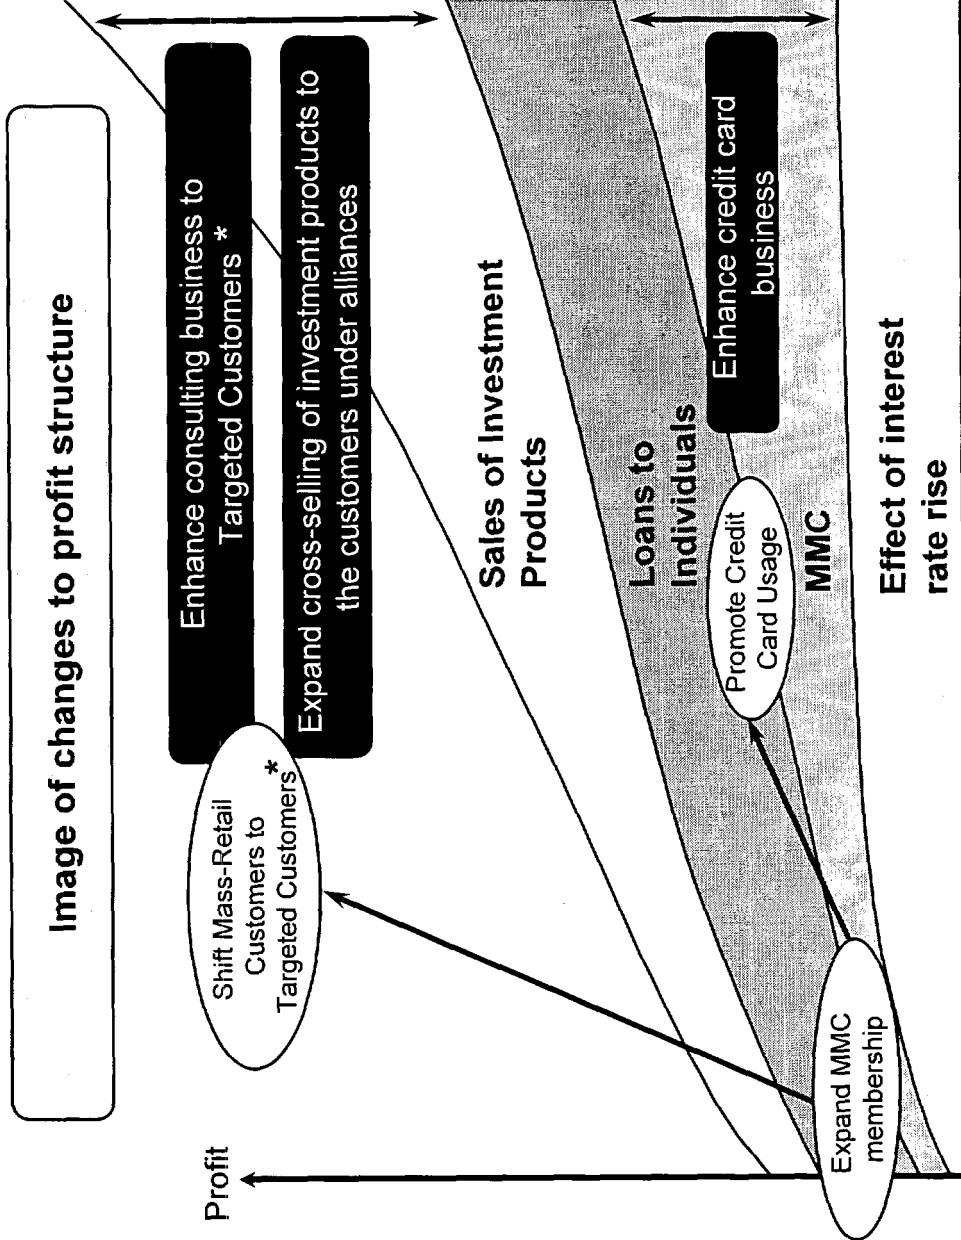 Image of changes to profit structure
Profit
Enhance consulting business to
Targeted Customers *
Expand cross-selling of investment products to
the customers under alliances
Shift Mass-Retail
Customers to
Targeted Customers*
Sales of Investment
Products
Loans to
Individuals
Enhance credit card
business
Promote Credit
Card Usage
MMC
Expand MMC
membership
Effect of interest
rate rise